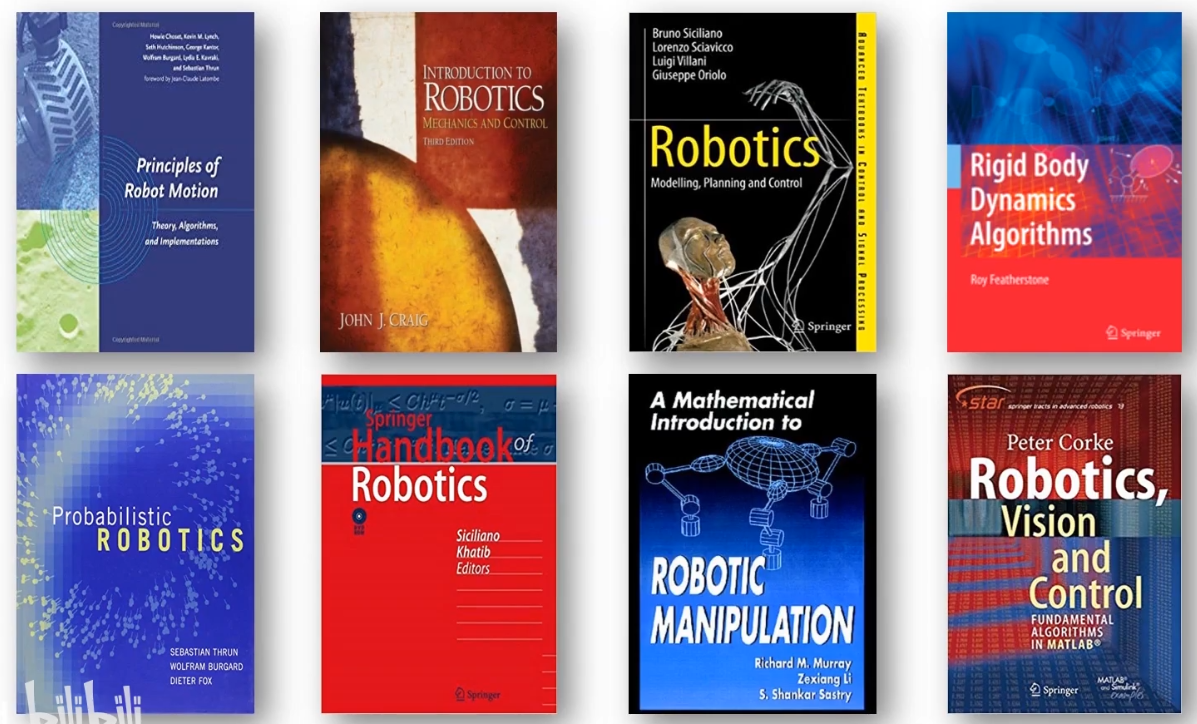 Copyrighted Material
Howie Choset, Kevin M. Lynch,
Seth Hutchinson, George Kantor,
Wolfram Burgard, Lydia E. Kavraki,
and Sebastian Thrun
foreword by Jean-Claude Latombe
Principles of
Robot Motion
Theory, Algorithms,
and Implementations
Copyrighted Material
INTRODUCTION TO
ROBOTICS
MECHANICS AND CONTROL
THIRD EDITION
JOHN J. CRAIG
Bruno Siciliano
Lorenzo Sciavicco
Luigi Villani
Giuseppe Oriolo
Robotics
Modelling, Planning and Control
Springer
ADVANCED TEXTBOOKS IN CONTROL AND SIGNAL PROCESSING
Rigid Body
Dynamics
Algorithms
Roy Featherstone
Springer
Probabilistic
ROBOTICS
SEBASTIAN THRUN
WOLFRAM BURGARD
DIETER FOX
bilibili
Springer
Handbook of
Robotics
Siciliano
Khatib
Editors
Springer
A Mathematical
Introduction to
ROBOTIC
MANIPULATION
Richard M. Murray
Zexiang Li
S. Shankar Sastry
star springer tracts in advanced robotics 73
Peter Corke
Robotics,
Vision
and
Control
FUNDAMENTAL
ALGORITHMS
IN MATLAB®
Springer
MATLAB®
and Simulink®
examples